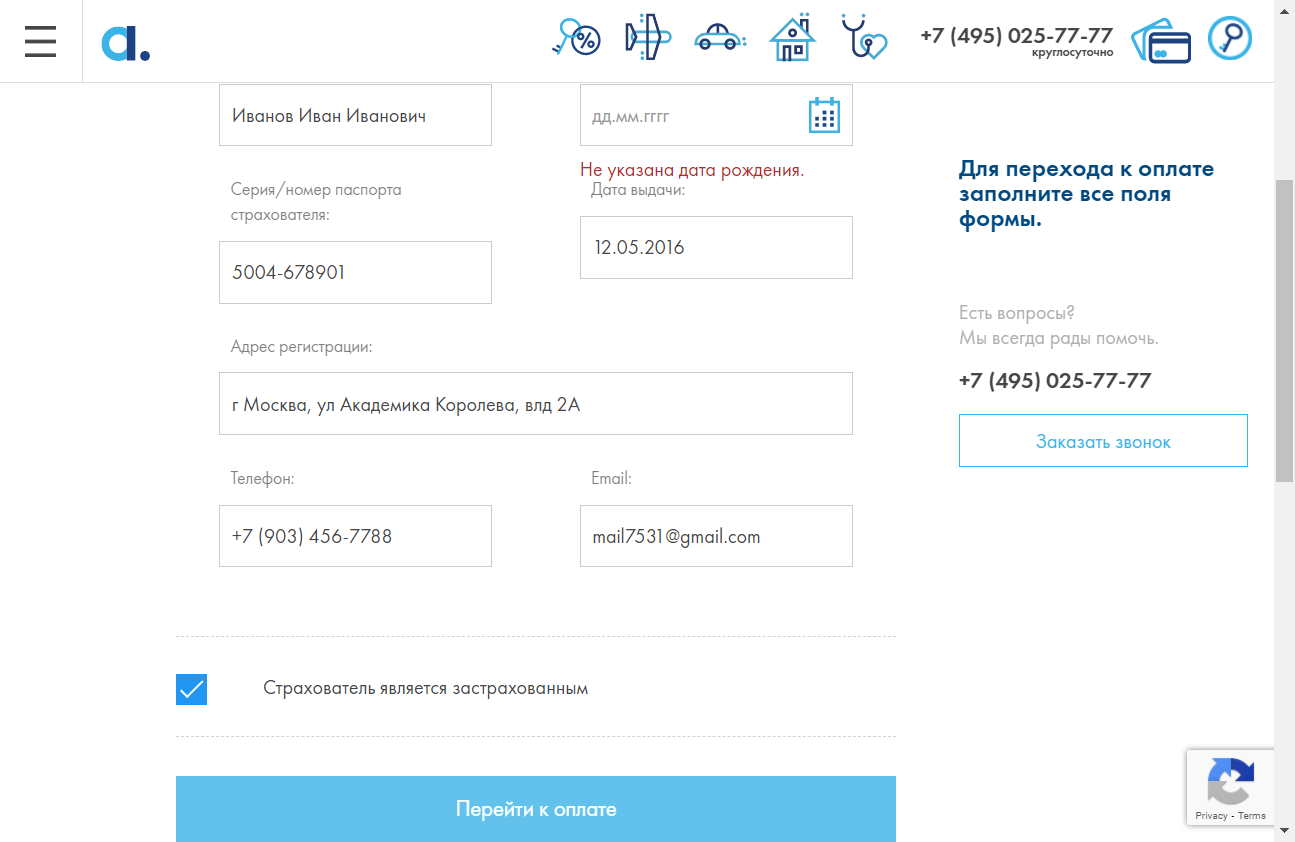 a.
%
+7 (495) 025-77-77
круглосуточно
Иванов Иван Иванович
дд.мм.гггг
Не указана дата рождения.
Серия/номер паспорта
страхователя:
Дата выдачи:
5004-678901
12.05.2016
Адрес регистрации:
г Москва, ул Академика Королева, влд 2А
Телефон:
Email:
+7 (903) 456-7788
mail7531@gmail.com
Страхователь является застрахованным
Перейти к оплате
Для перехода к оплате
заполните все поля
формы.
Есть вопросы?
Мы всегда рады помочь.
+7 (495) 025-77-77
Заказать звонок
Privacy - Terms